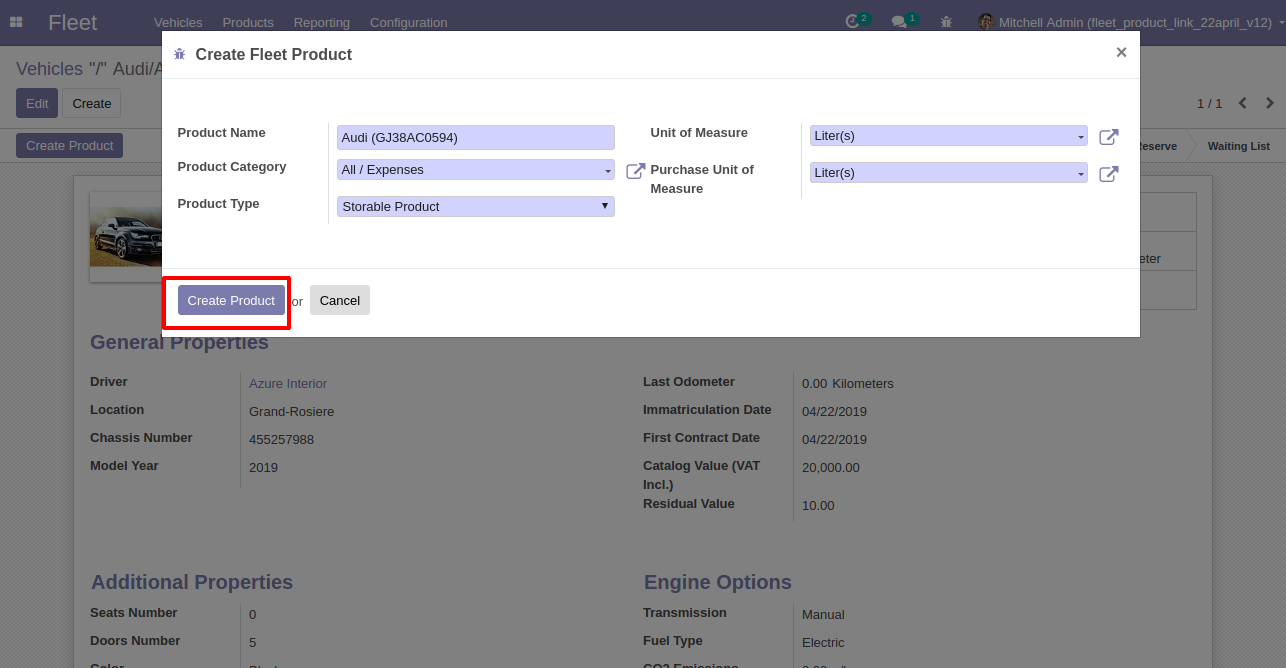 Fleet Vehicles Products Reporting Configuration 2 1 Mitchell Admin (fleet_product_link_22april_v12)
Create Fleet Product ×
Vehicles "/" Audi/A
Edit Create 1 / 1
Create Product Reserve Waiting List
Product Name Audi (GJ38AC0594) Unit of Measure Liter(s)
Product Category All / Expenses Purchase Unit of
Measure Liter(s)
Product Type Storable Product
Create Product or Cancel
General Properties
Driver Azure Interior Last Odometer 0.00 Kilometers
Location Grand-Rosiere Immatriculation Date 04/22/2019
Chassis Number 455257988 First Contract Date 04/22/2019
Model Year 2019 Catalog Value (VAT
Incl.) 20,000.00
Residual Value 10.00
Additional Properties Engine Options
Seats Number 0 Transmission Manual
Doors Number 5 Fuel Type Electric